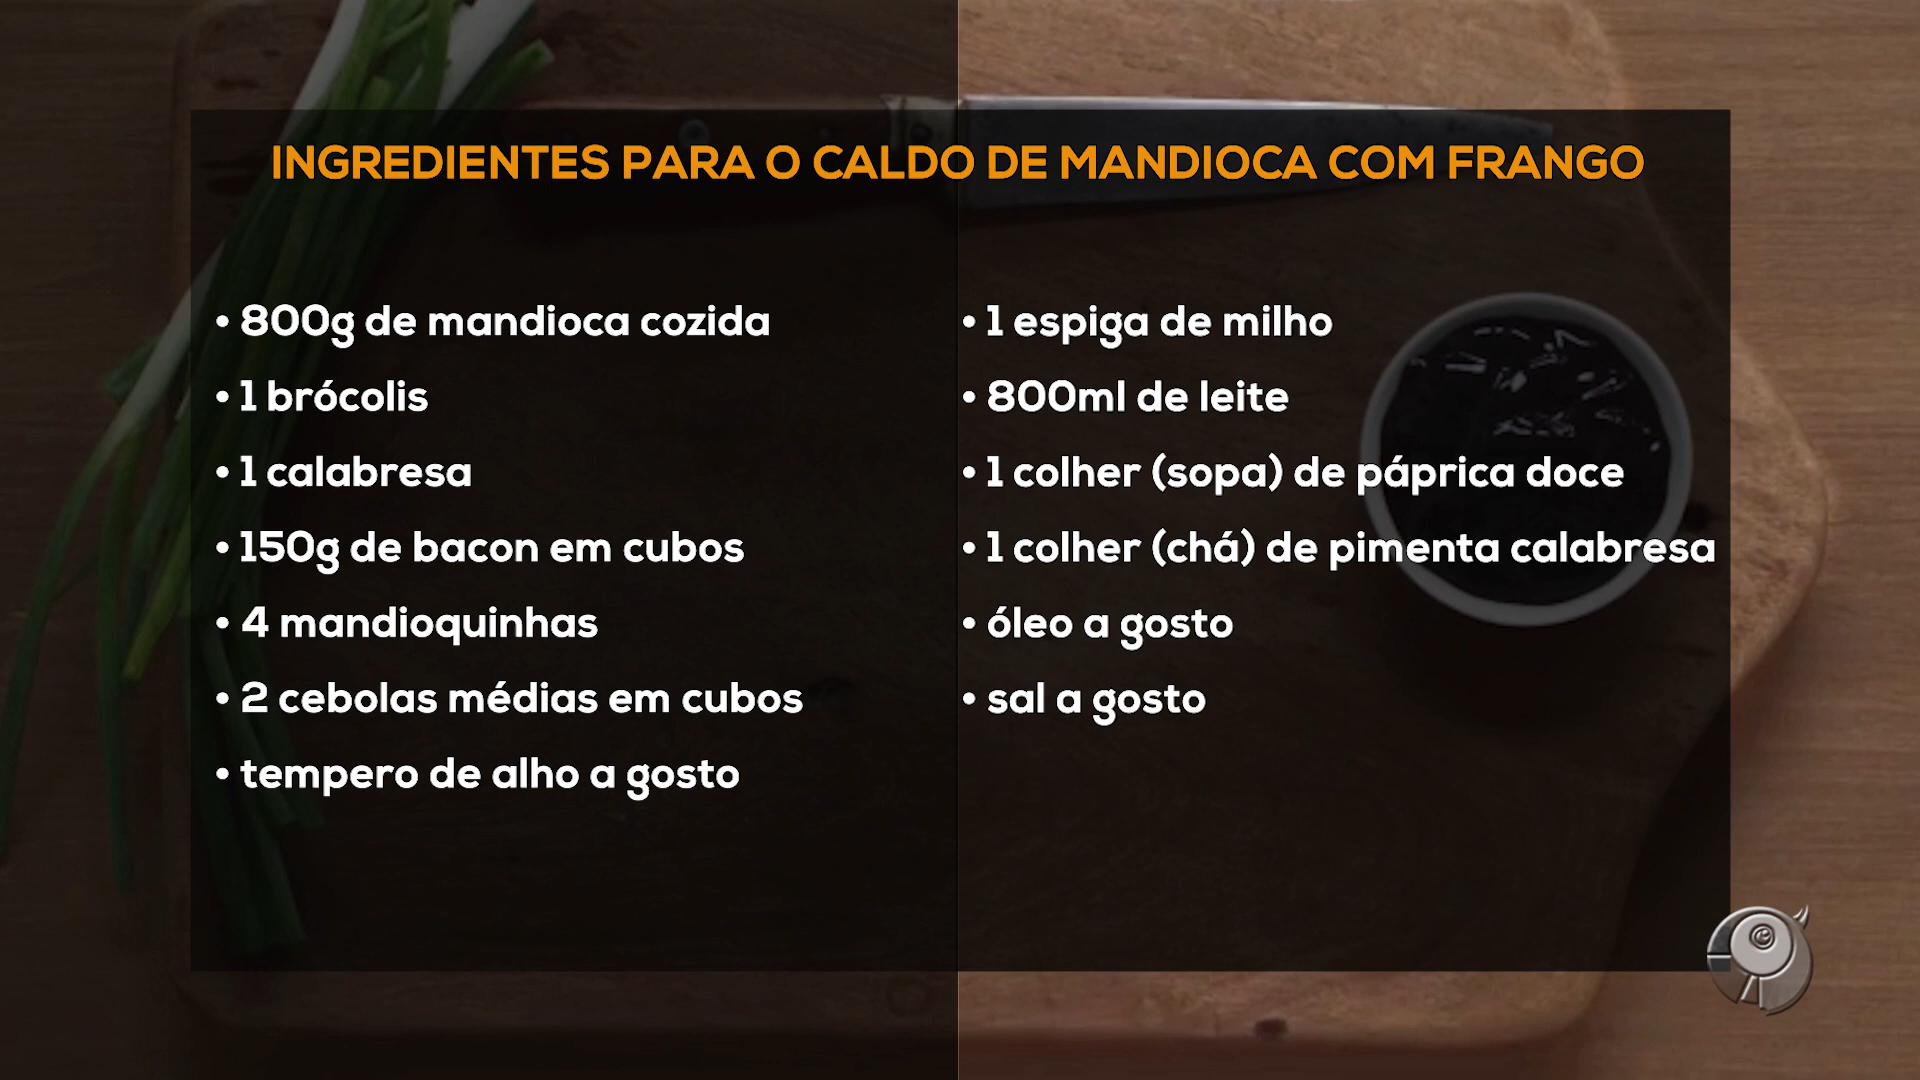 INGREDIENTES PARA O CALDO DE MANDIOCA COM FRANGO
• 800g de mandioca cozida
• 1 brócolis
• 1 calabresa
• 150g de bacon em cubos
• 4 mandioquinhas
• 2 cebolas médias em cubos
• tempero de alho a gosto
• 1 espiga de milho
• 800ml de leite
• 1 colher (sopa) de páprica doce
• 1 colher (chá) de pimenta calabresa
• óleo a gosto
• sal a gosto